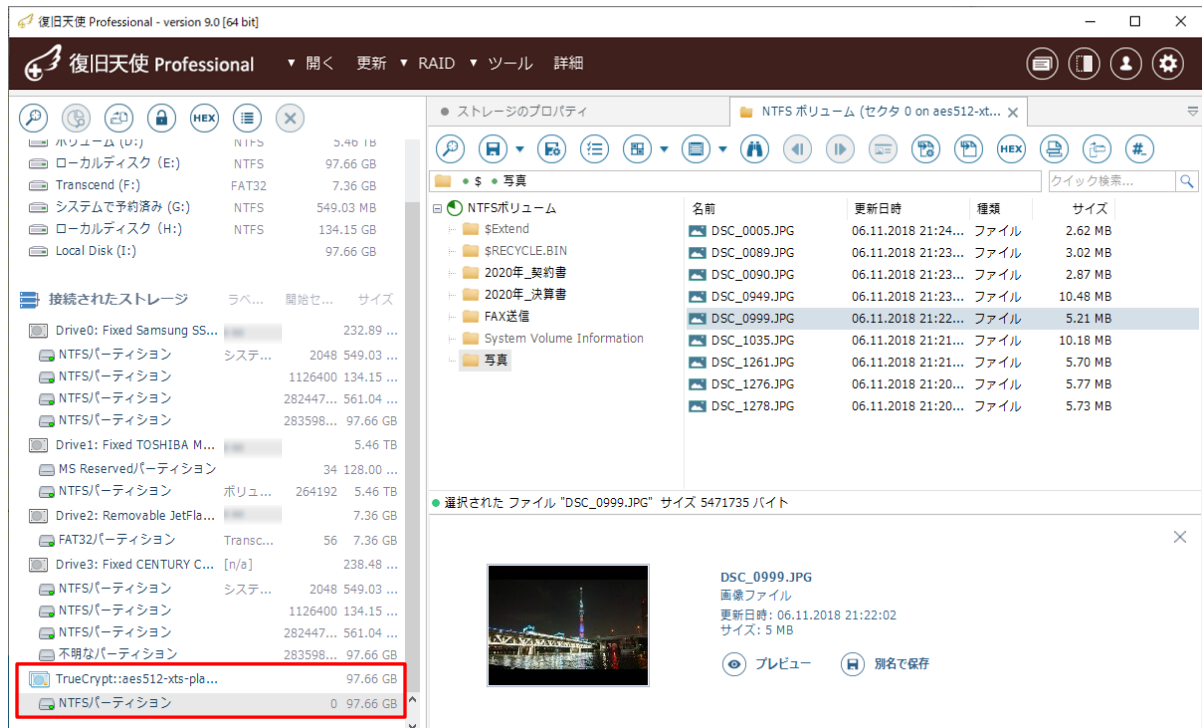 復旧天使 Professional - version 9.0 [64 bit]
復旧天使 Professional ▼ 開く 更新 ▼ RAID ▼ ツール 詳細
HEX
ボリューム (D:) NTFS 5.46 TB
ローカルディスク (E:) NTFS 97.66 GB
Transcend (F:) FAT32 7.36 GB
システムで予約済み (G:) NTFS 549.03 MB
ローカルディスク (H:) NTFS 134.15 GB
Local Disk (I:) 97.66 GB
接続されたストレージ ラベ... 開始セ... サイズ
Drive0: Fixed Samsung SS... 232.89 ...
NTFSパーティション システ... 2048 549.03 ...
NTFSパーティション 1126400 134.15 ...
NTFSパーティション 282447... 561.04 ...
NTFSパーティション 283598... 97.66 GB
Drive1: Fixed TOSHIBA M... 5.46 TB
MS Reservedパーティション 34 128.00 ...
NTFSパーティション ボリュ... 264192 5.46 TB
Drive2: Removable JetFla... 7.36 GB
FAT32パーティション Transc... 56 7.36 GB
Drive3: Fixed CENTURY C... [n/a] 238.48 ...
NTFSパーティション システ... 2048 549.03 ...
NTFSパーティション 1126400 134.15 ...
NTFSパーティション 282447... 561.04 ...
不明なパーティション 283598... 97.66 GB
TrueCrypt::aes512-xts-pla... 97.66 GB
NTFSパーティション 0 97.66 GB
ストレージのプロパティ
NTFS ボリューム (セクタ 0 on aes512-xt...
HEX
#_
$ 写真
クイック検索...
NTFSボリューム
$Extend
$RECYCLE.BIN
2020年_契約書
2020年_決算書
FAX送信
System Volume Information
写真
名前 更新日時 種類 サイズ
DSC_0005.JPG 06.11.2018 21:24... ファイル 2.62 MB
DSC_0089.JPG 06.11.2018 21:23... ファイル 3.02 MB
DSC_0090.JPG 06.11.2018 21:23... ファイル 2.87 MB
DSC_0949.JPG 06.11.2018 21:23... ファイル 10.48 MB
DSC_0999.JPG 06.11.2018 21:22... ファイル 5.21 MB
DSC_1035.JPG 06.11.2018 21:21... ファイル 10.18 MB
DSC_1261.JPG 06.11.2018 21:21... ファイル 5.70 MB
DSC_1276.JPG 06.11.2018 21:20... ファイル 5.77 MB
DSC_1278.JPG 06.11.2018 21:20... ファイル 5.73 MB
選択された ファイル "DSC_0999.JPG" サイズ 5471735 バイト
DSC_0999.JPG
画像ファイル
更新日時: 06.11.2018 21:22:02
サイズ: 5 MB
プレビュー 別名で保存